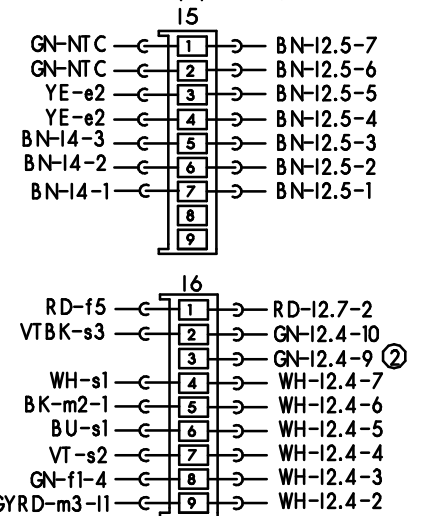 I5
GN-NTC 1 BN-I2.5-7
GN-NTC 2 BN-I2.5-6
YE-e2 3 BN-I2.5-5
YE-e2 4 BN-I2.5-4
BN-I4-3 5 BN-I2.5-3
BN-I4-2 6 BN-I2.5-2
BN-I4-1 7 BN-I2.5-1
8
9
I6
RD-f5 1 RD-I2.7-2
VTBK-s3 2 GN-I2.4-10
3 GN-I2.4-9 2
WH-s1 4 WH-I2.4-7
BK-m2-1 5 WH-I2.4-6
BU-s1 6 WH-I2.4-5
VT-s2 7 WH-I2.4-4
GN-f1-4 8 WH-I2.4-3
GYRD-m3-I1 9 WH-I2.4-2